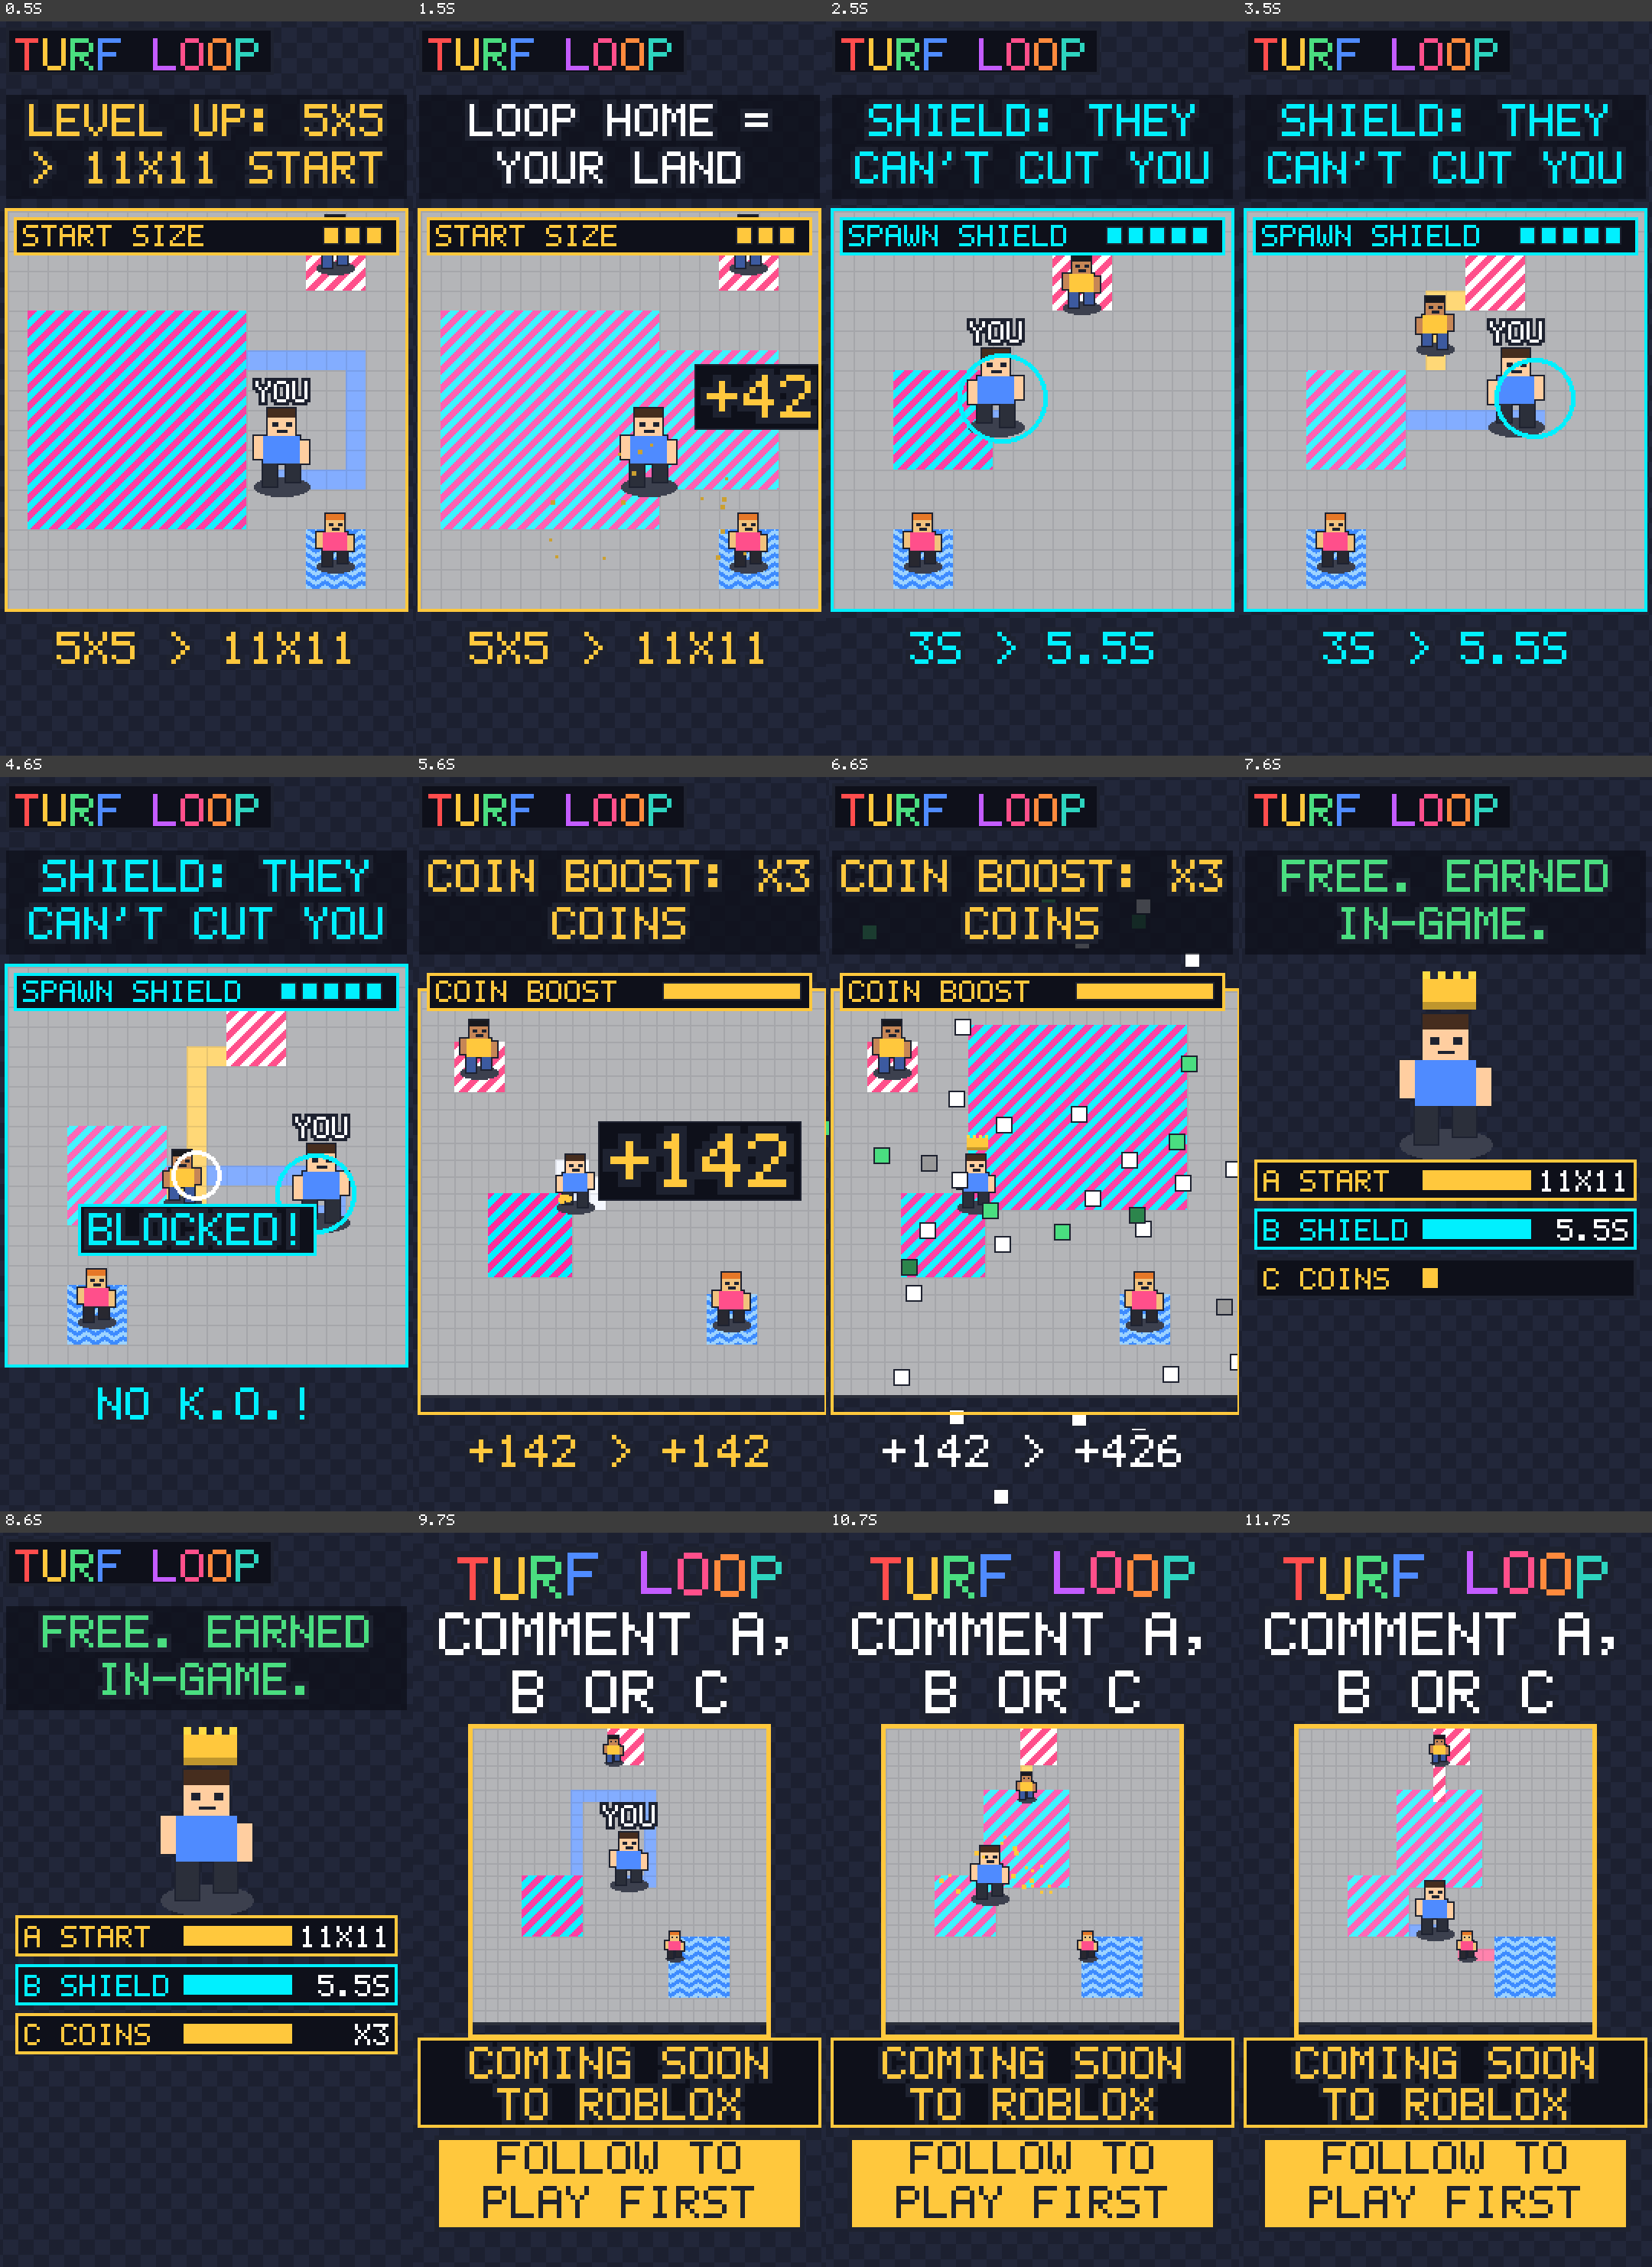 0.5S
TURF LOOP
LEVEL UP: 5X5
> 11X11 START
START SIZE
YOU
5X5 > 11X11
1.5S
TURF LOOP
LOOP HOME =
YOUR LAND
START SIZE
+42
5X5 > 11X11
2.5S
TURF LOOP
SHIELD: THEY
CAN'T CUT YOU
SPAWN SHIELD
YOU
3S > 5.5S
3.5S
TURF LOOP
SHIELD: THEY
CAN'T CUT YOU
SPAWN SHIELD
YOU
3S > 5.5S
4.6S
TURF LOOP
SHIELD: THEY
CAN'T CUT YOU
SPAWN SHIELD
YOU
BLOCKED!
NO K.O.!
5.6S
TURF LOOP
COIN BOOST: X3
COINS
COIN BOOST
+142
+142 > +142
6.6S
TURF LOOP
COIN BOOST: X3
COINS
COIN BOOST
+142 > +426
7.6S
TURF LOOP
FREE. EARNED
IN-GAME.
A START 11X11
B SHIELD 5.5S
C COINS
8.6S
TURF LOOP
FREE. EARNED
IN-GAME.
A START 11X11
B SHIELD 5.5S
C COINS X3
9.7S
TURF LOOP
COMMENT A,
B OR C
YOU
COMING SOON
TO ROBLOX
FOLLOW TO
PLAY FIRST
10.7S
TURF LOOP
COMMENT A,
B OR C
COMING SOON
TO ROBLOX
FOLLOW TO
PLAY FIRST
11.7S
TURF LOOP
COMMENT A,
B OR C
COMING SOON
TO ROBLOX
FOLLOW TO
PLAY FIRST